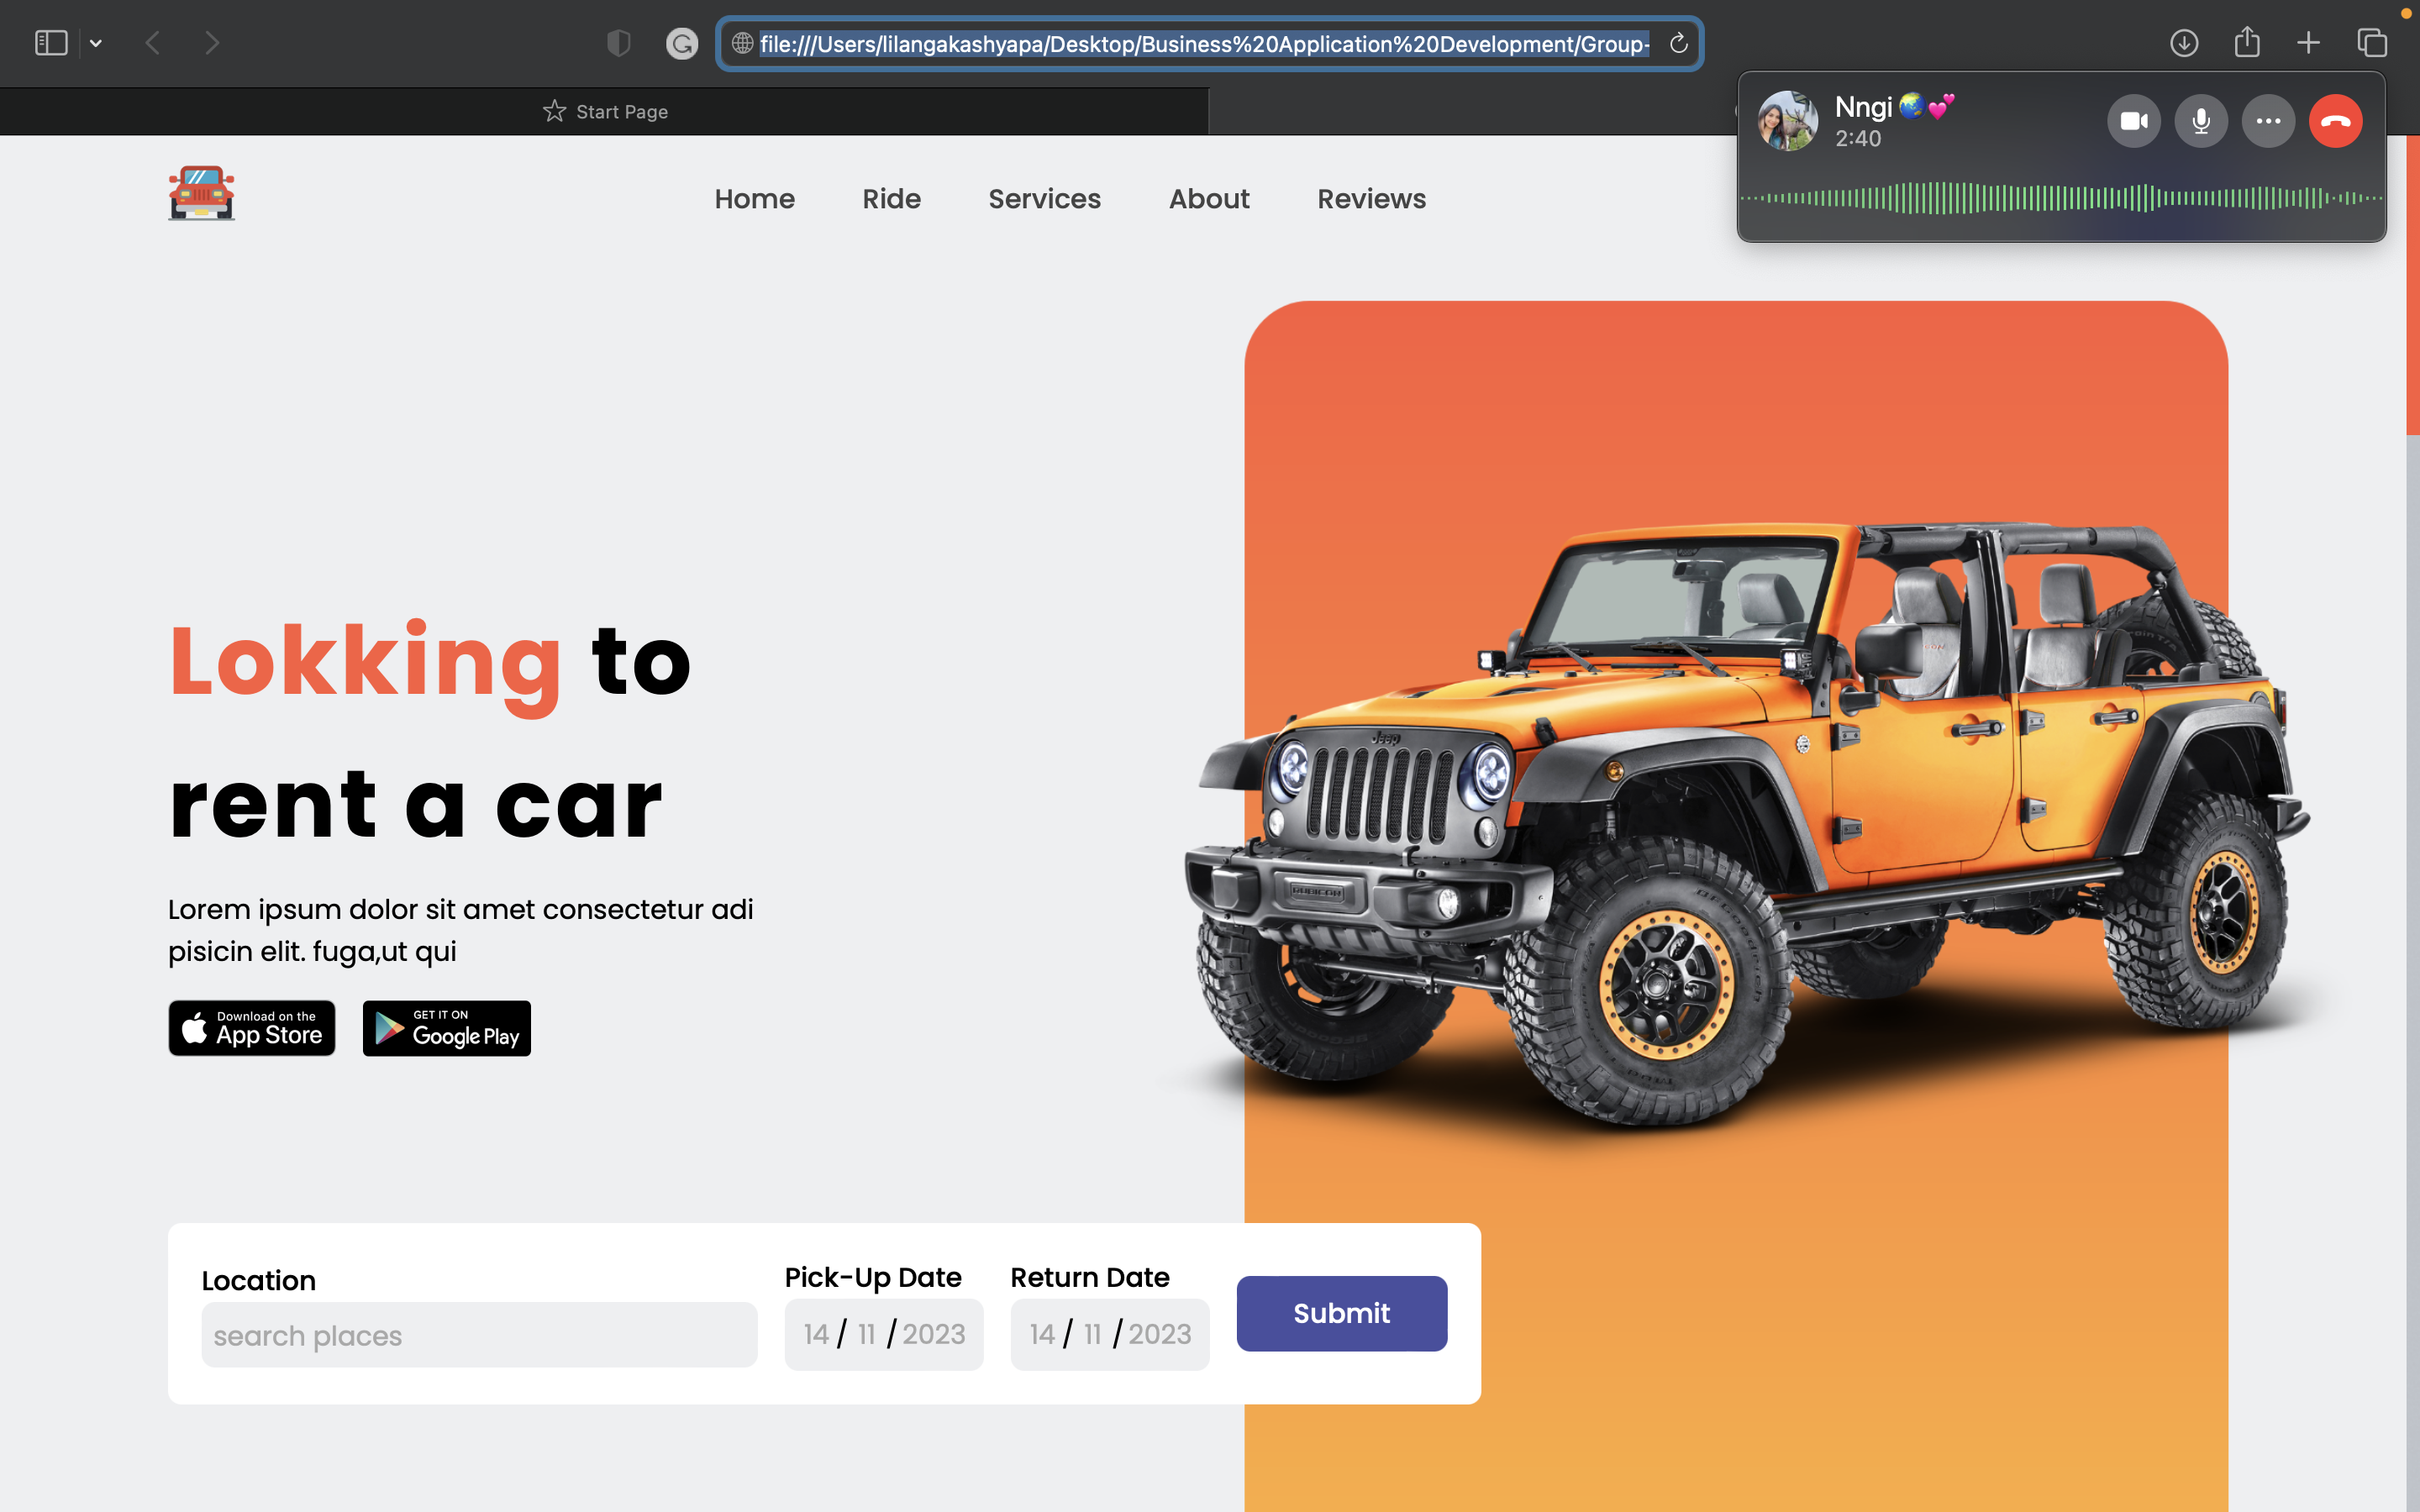 file:///Users/lilangakashyapa/Desktop/Business%20Application%20Development/Group-
Start Page
Nngi 🌏💕
2:40
Home Ride Services About Reviews
Lokking to
rent a car
Lorem ipsum dolor sit amet consectetur adi
pisicin elit. fuga,ut qui
Download on the
App Store
GET IT ON
Google Play
Jeep
RUBICON
Location
search places
Pick-Up Date
14 / 11 / 2023
Return Date
14 / 11 / 2023
Submit